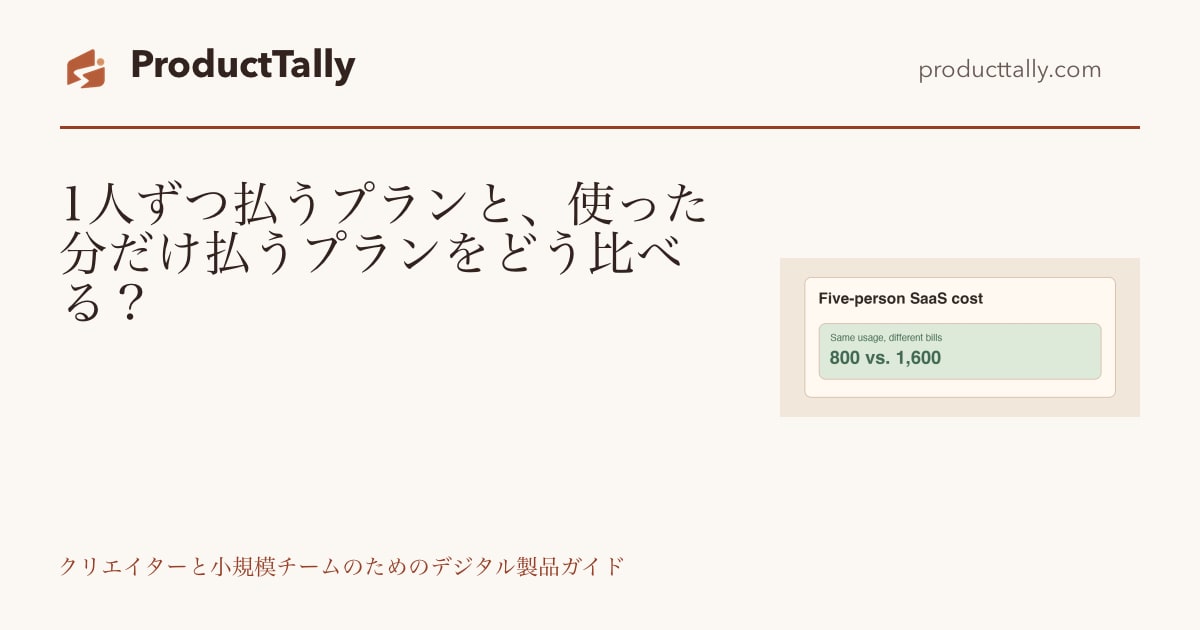 ProductTally
producttally.com
1人ずつ払うプランと、使った
分だけ払うプランをどう比べ
る？
Five-person SaaS cost
Same usage, different bills
800 vs. 1,600
クリエイターと小規模チームのためのデジタル製品ガイド